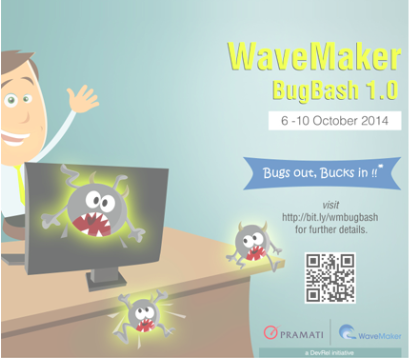 WaveMaker
BugBash 1.0
6 -10 October 2014
Bugs out, Bucks in !!*
visit
http://bit.ly/wmbugbash
for further details.
PRAMATI WaveMaker
a DevRel initiative